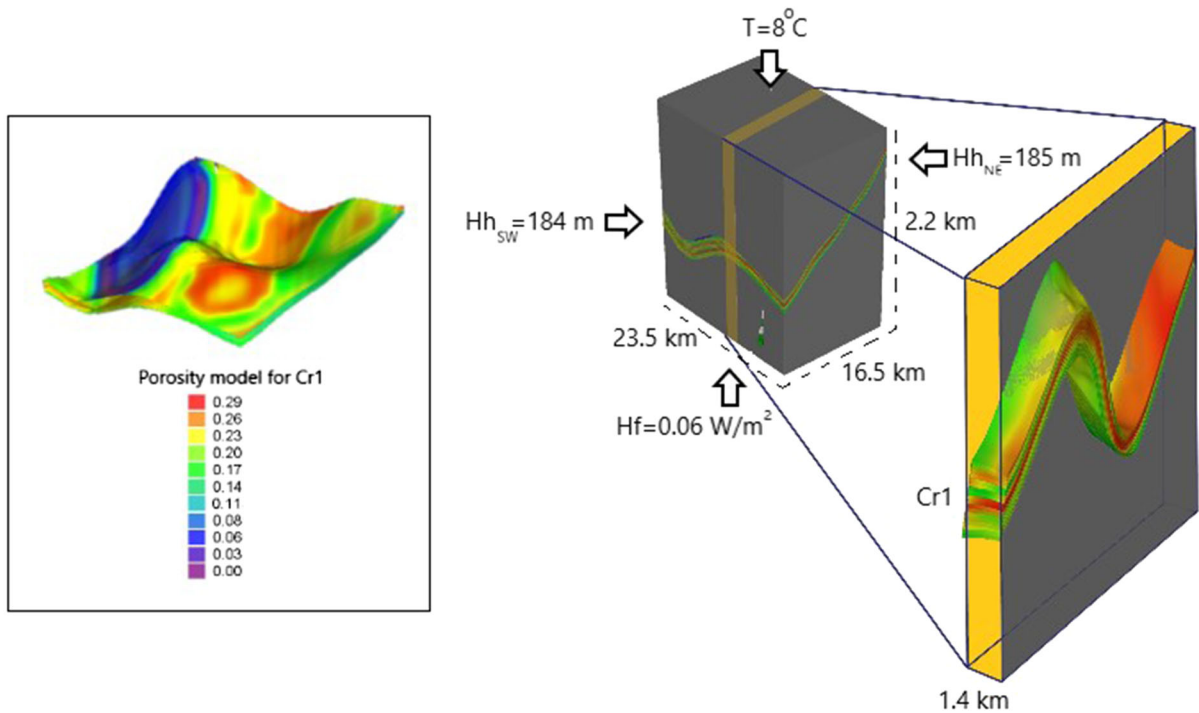 T=8°C
Hh_NE=185 m
Hh_SW=184 m
2.2 km
23.5 km
16.5 km
Hf=0.06 W/m²
Porosity model for Cr1
0.29
0.26
0.23
0.20
0.17
0.14
0.11
0.08
0.06
0.03
0.00
Cr1
1.4 km